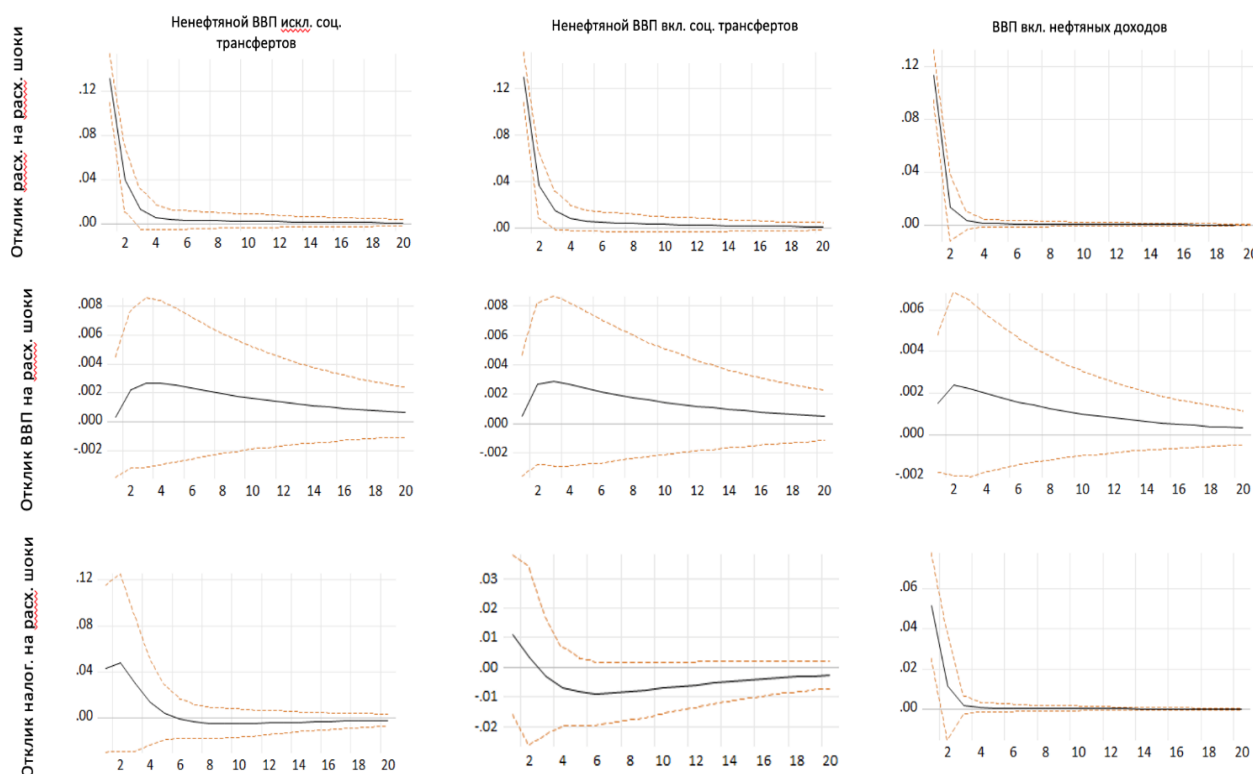 Ненефтяной ВВП искл. соц.
трансфертов
Ненефтяной ВВП вкл. соц. трансфертов
ВВП вкл. нефтяных доходов
Отклик расх. на расх. шоки
.12
.08
.04
.00
2 4 6 8 10 12 14 16 18 20
.12
.08
.04
.00
2 4 6 8 10 12 14 16 18 20
.12
.08
.04
.00
2 4 6 8 10 12 14 16 18 20
Отклик ВВП на расх. шоки
.008
.006
.004
.002
.000
-.002
2 4 6 8 10 12 14 16 18 20
.008
.006
.004
.002
.000
-.002
2 4 6 8 10 12 14 16 18 20
.006
.004
.002
.000
-.002
2 4 6 8 10 12 14 16 18 20
Отклик налог. на расх. шоки
.12
.08
.04
.00
2 4 6 8 10 12 14 16 18 20
.03
.02
.01
.00
-.01
-.02
2 4 6 8 10 12 14 16 18 20
.06
.04
.02
.00
2 4 6 8 10 12 14 16 18 20